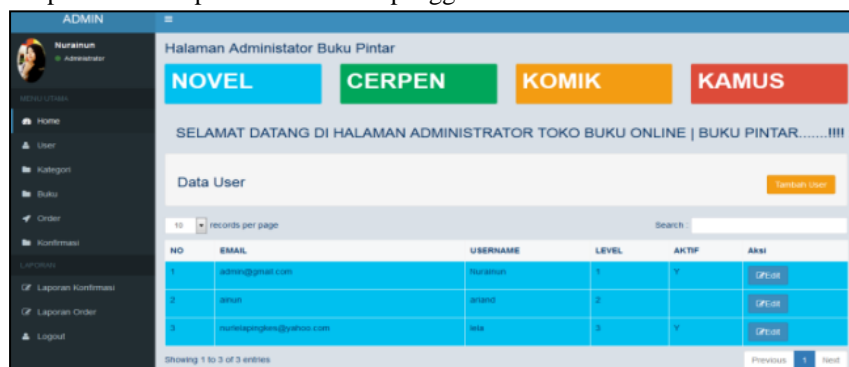 ADMIN
Nurainun
Administrator
Halaman Administator Buku Pintar
NOVEL CERPEN KOMIK KAMUS
MENU UTAMA
Home
SELAMAT DATANG DI HALAMAN ADMINISTRATOR TOKO BUKU ONLINE | BUKU PINTAR.......!!!!
User
Kategori
Data User Tambah User
Buku
Order
10 records per page Search :
Konfirmasi
NO EMAIL USERNAME LEVEL AKTIF Aksi
LAPORAN
1 admin@gmail.com Nurainun 1 Y Edit
Laporan Konfirmasi
2 ainun ariand 2 Edit
Laporan Order
3 nurlelapingkes@yahoo.com lela 3 Y Edit
Logout
Showing 1 to 3 of 3 entries Previous 1 Next